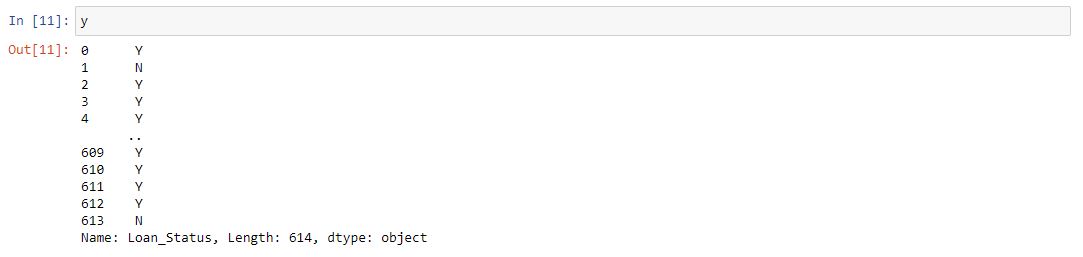 In [11]: y
Out[11]: 0      Y
1      N
2      Y
3      Y
4      Y
..
609    Y
610    Y
611    Y
612    Y
613    N
Name: Loan_Status, Length: 614, dtype: object